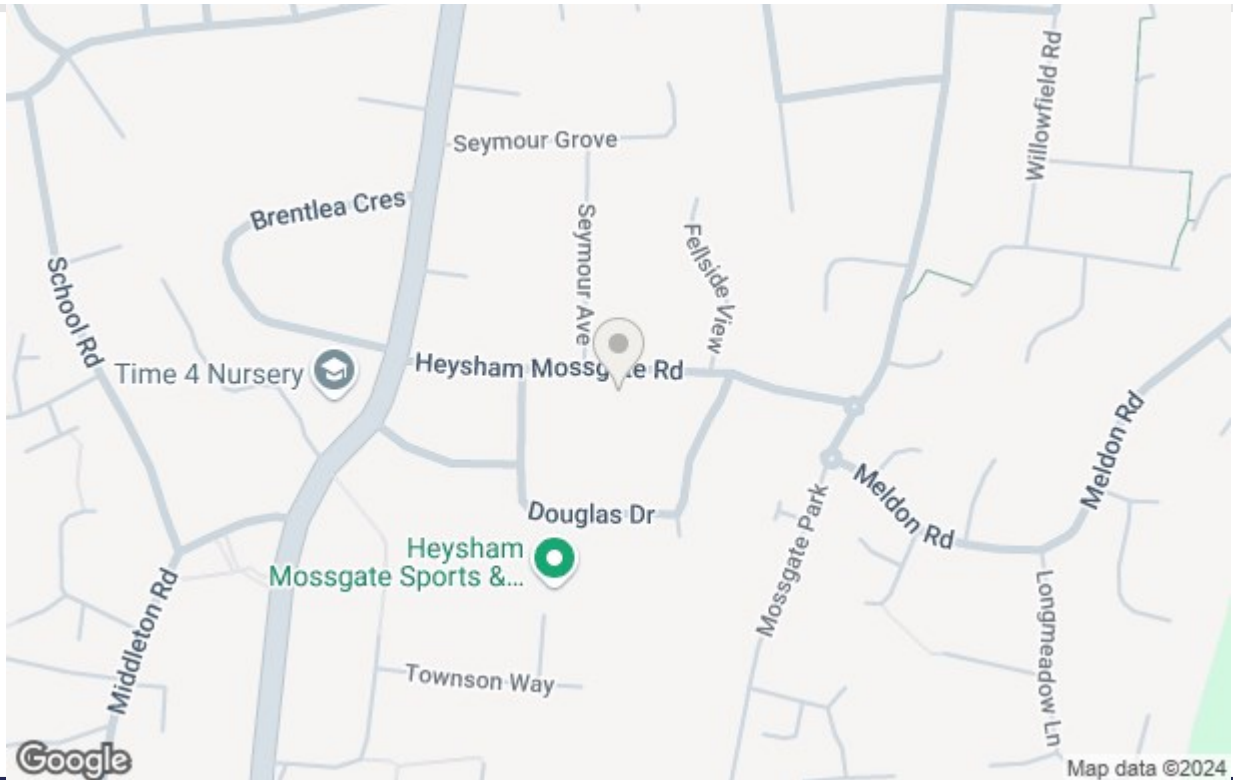 Willowfield Rd
Seymour Grove
Brentlea Cres
Seymour Ave
Fellside View
School Rd
Heysham Mossgate Rd
Time 4 Nursery
Meldon Rd
Meldon Rd
Douglas Dr
Mossgate Park
Heysham
Mossgate Sports &...
Longmeadow Ln
Middleton Rd
Townson Way
Google
Map data ©2024